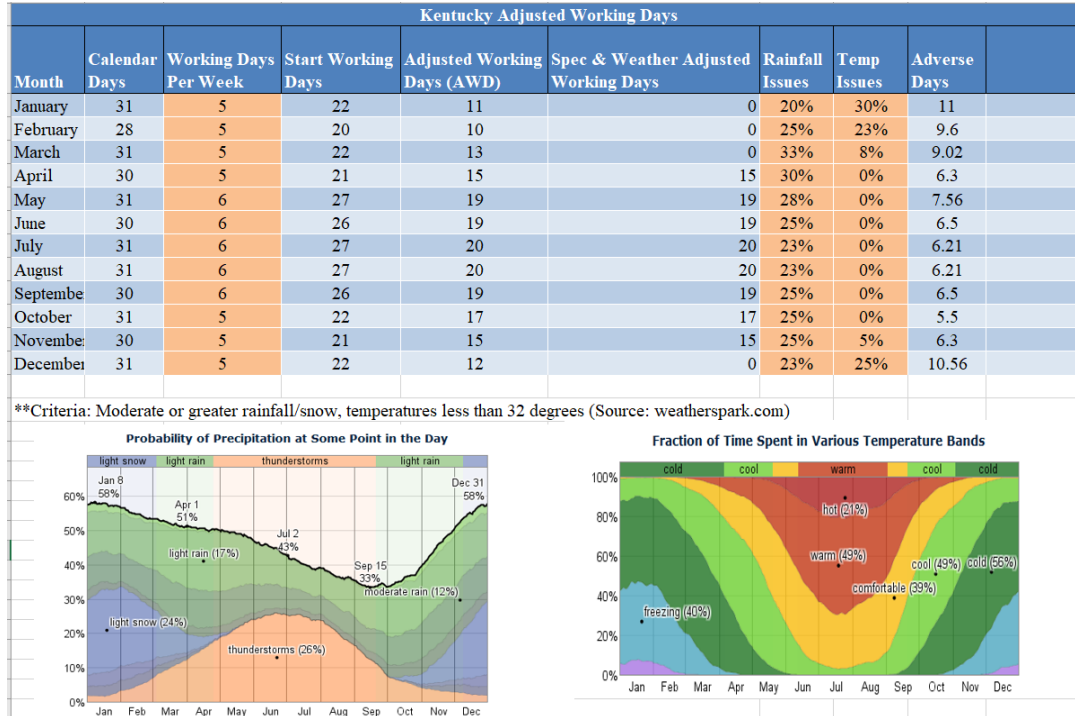 Kentucky Adjusted Working Days
Month Calendar Days Working Days Per Week Start Working Days Adjusted Working Days (AWD) Spec & Weather Adjusted Working Days Rainfall Issues Temp Issues Adverse Days
January 31 5 22 11 0 20% 30% 11
February 28 5 20 10 0 25% 23% 9.6
March 31 5 22 13 0 33% 8% 9.02
April 30 5 21 15 15 30% 0% 6.3
May 31 6 27 19 19 28% 0% 7.56
June 30 6 26 19 19 25% 0% 6.5
July 31 6 27 20 20 23% 0% 6.21
August 31 6 27 20 20 23% 0% 6.21
Septembe 30 6 26 19 19 25% 0% 6.5
October 31 5 22 17 17 25% 0% 5.5
Novembe 30 5 21 15 15 25% 5% 6.3
December 31 5 22 12 0 23% 25% 10.56
**Criteria: Moderate or greater rainfall/snow, temperatures less than 32 degrees (Source: weatherspark.com)
Probability of Precipitation at Some Point in the Day
light snow light rain thunderstorms light rain
Jan 8
58%
Dec 31
58%
Apr 1
51%
Jul 2
43%
Sep 15
33%
light rain (17%)
moderate rain (12%)
light snow (24%)
thunderstorms (26%)
60%
50%
40%
30%
20%
10%
0%
Jan Feb Mar Apr May Jun Jul Aug Sep Oct Nov Dec
Fraction of Time Spent in Various Temperature Bands
cold cool warm cool cold
hot (21%)
warm (49%)
cool (49%)
cold (56%)
comfortable (39%)
freezing (40%)
100%
80%
60%
40%
20%
0%
Jan Feb Mar Apr May Jun Jul Aug Sep Oct Nov Dec